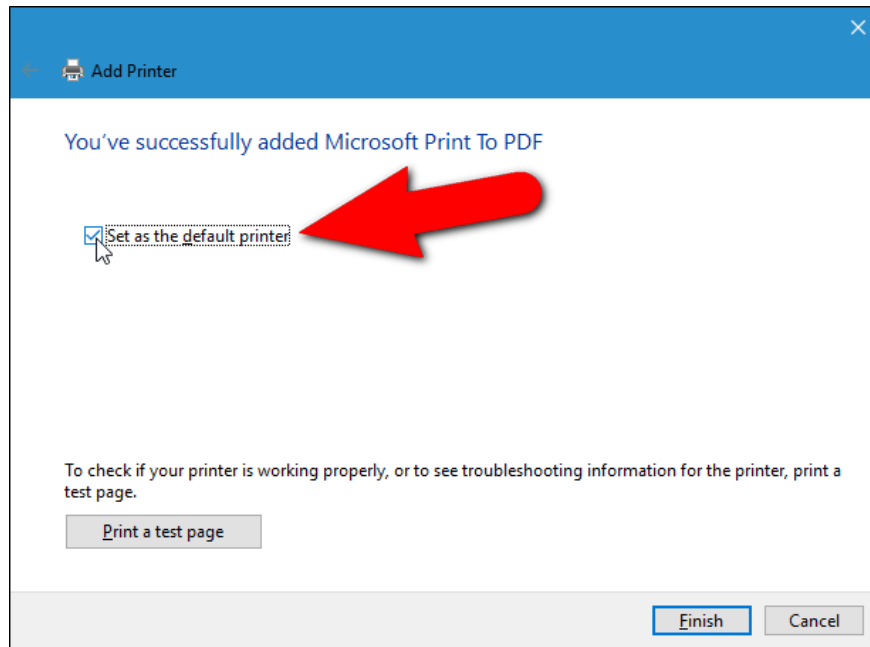 Add Printer
You've successfully added Microsoft Print To PDF
Set as the default printer
To check if your printer is working properly, or to see troubleshooting information for the printer, print a
test page.
Print a test page
Finish Cancel